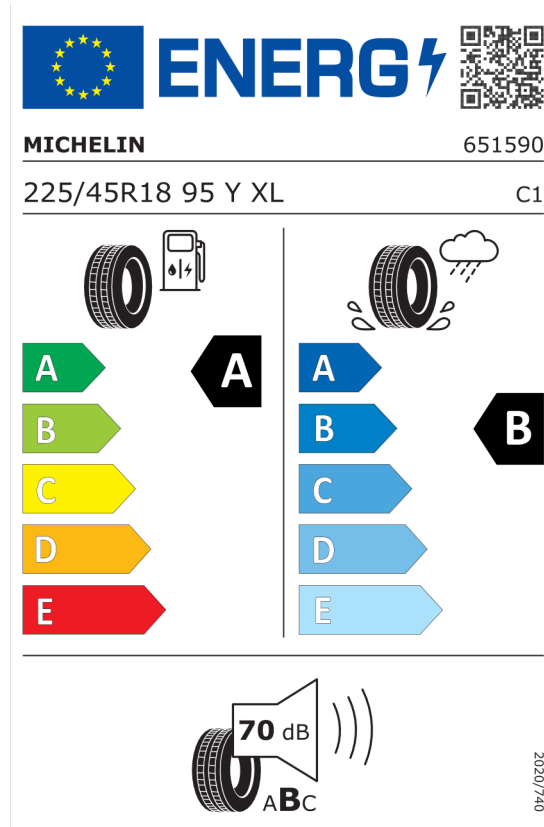 ENERG
MICHELIN 651590
225/45R18 95 Y XL C1
A A A
B B B
C C
D D
E E
70 dB
ABC
2020/740